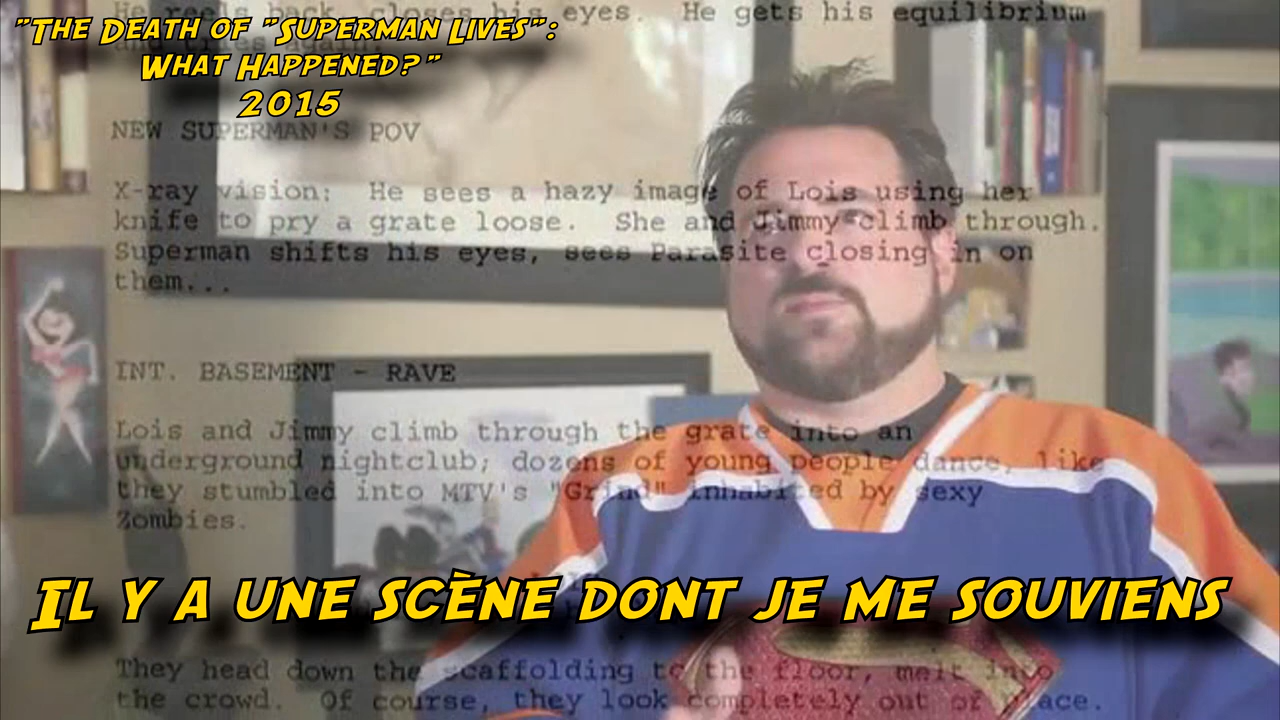 He reels back, closes his eyes.  He gets his equilibrium
and tries again.
"The Death of "Superman Lives":
What Happened?"
2015
NEW SUPERMAN'S POV
X-ray vision:  He sees a hazy image of Lois using her
knife to pry a grate loose.  She and Jimmy climb through.
Superman shifts his eyes, sees Parasite closing in on
them...
INT. BASEMENT - RAVE
Lois and Jimmy climb through the grate into an
underground nightclub; dozens of young people dance, like
they stumbled into MTV's "Grind" inhabited by sexy
Zombies.
Il y a une scène dont je me souviens
They head down the scaffolding to the floor, melt into
the crowd.  Of course, they look completely out of place.